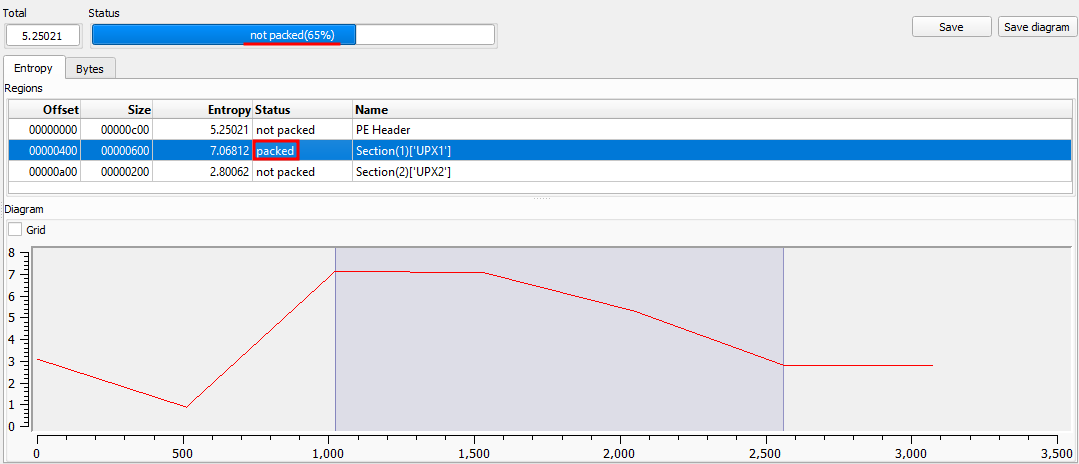 Total Status
5.25021 not packed(65%) Save Save diagram
Entropy Bytes
Regions
Offset Size Entropy Status Name
00000000 00000c00 5.25021 not packed PE Header
00000400 00000600 7.06812 packed Section(1)['UPX1']
00000a00 00000200 2.80062 not packed Section(2)['UPX2']
Diagram
Grid
8
7
6
5
4
3
2
1
0
0 500 1,000 1,500 2,000 2,500 3,000 3,500